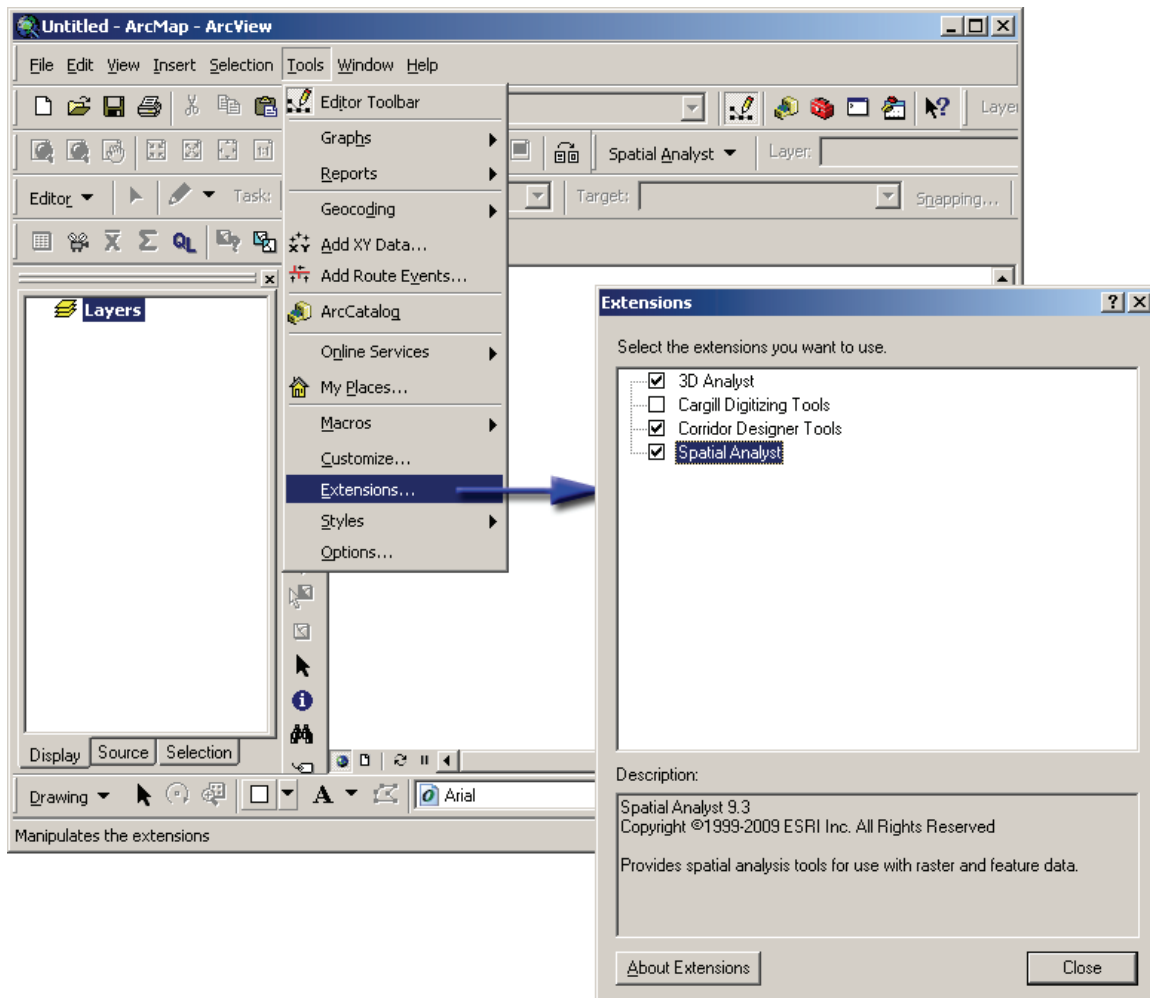 Untitled - ArcMap - ArcView
File Edit View Insert Selection Tools Window Help
Editor Toolbar
Layer
Graphs
1:1
Spatial Analyst
Layer:
Reports
Editor
Task:
Target:
Snapping...
Geocoding
QL
Add XY Data...
Add Route Events...
Layers
ArcCatalog
Online Services
My Places...
Macros
Customize...
Extensions...
Styles
Options...
Display Source Selection
Drawing
A
Arial
Manipulates the extensions
Extensions
Select the extensions you want to use.
3D Analyst
Cargill Digitizing Tools
Corridor Designer Tools
Spatial Analyst
Description:
Spatial Analyst 9.3
Copyright ©1999-2009 ESRI Inc. All Rights Reserved
Provides spatial analysis tools for use with raster and feature data.
About Extensions
Close